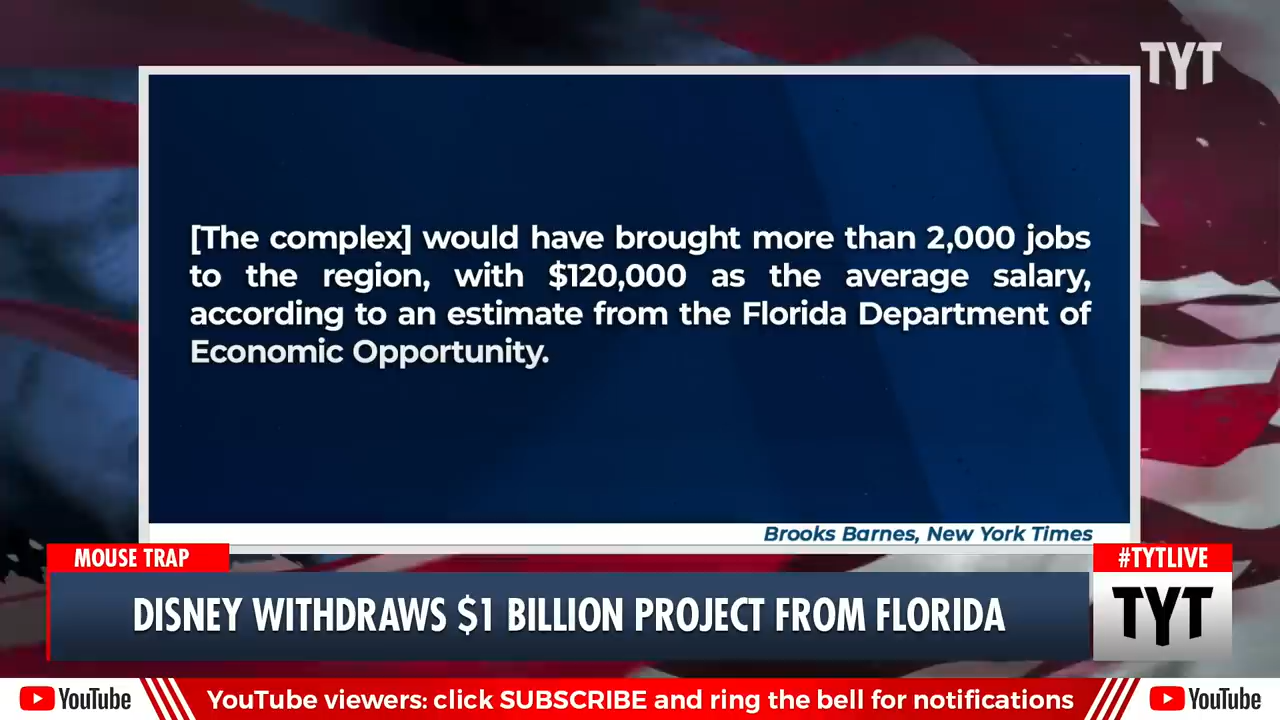 TYT
[The complex] would have brought more than 2,000 jobs
to the region, with $120,000 as the average salary,
according to an estimate from the Florida Department of
Economic Opportunity.
Brooks Barnes, New York Times
MOUSE TRAP
#TYTLIVE
DISNEY WITHDRAWS $1 BILLION PROJECT FROM FLORIDA
TYT
YouTube
YouTube viewers: click SUBSCRIBE and ring the bell for notifications
YouTube